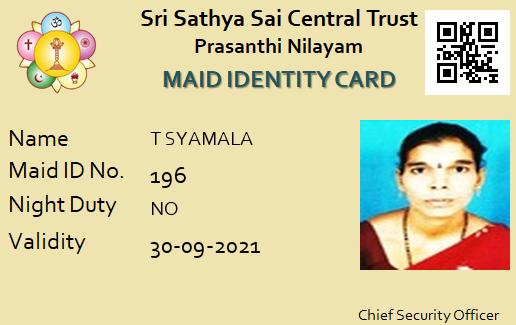 Sri Sathya Sai Central Trust
Prasanthi Nilayam
MAID IDENTITY CARD
Name T SYAMALA
Maid ID No. 196
Night Duty NO
Validity 30-09-2021
Chief Security Officer